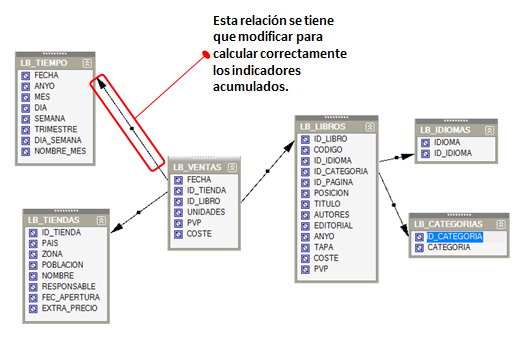 Esta relación se tiene
que modificar para
calcular correctamente
los indicadores
acumulados.
LB_TIEMPO
FECHA
ANYO
MES
DIA
SEMANA
TRIMESTRE
DIA_SEMANA
NOMBRE_MES
LB_VENTAS
FECHA
ID_TIENDA
ID_LIBRO
UNIDADES
PVP
COSTE
LB_LIBROS
ID_LIBRO
CODIGO
ID_IDIOMA
ID_CATEGORIA
ID_PAGINA
POSICION
TITULO
AUTORES
EDITORIAL
ANYO
TAPA
COSTE
PVP
LB_IDIOMAS
IDIOMA
ID_IDIOMA
LB_TIENDAS
ID_TIENDA
PAIS
ZONA
POBLACION
NOMBRE
RESPONSABLE
FEC_APERTURA
EXTRA_PRECIO
LB_CATEGORIAS
ID_CATEGORIA
CATEGORIA